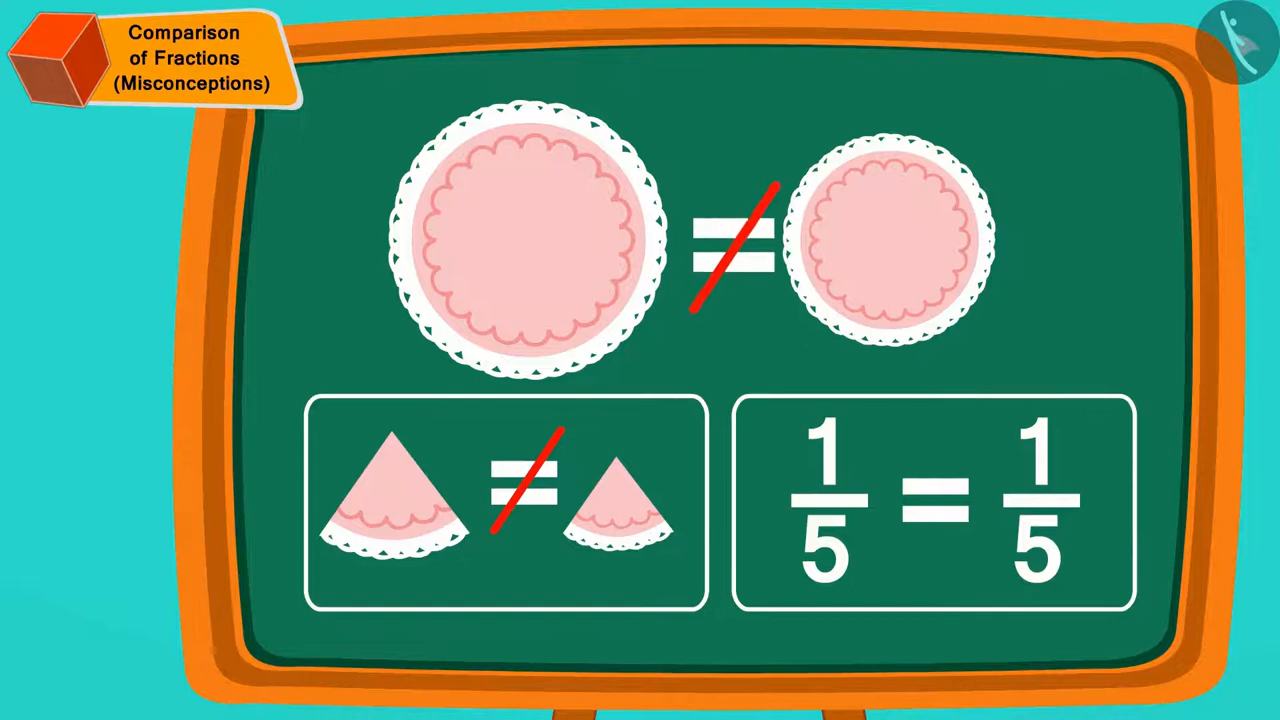 Comparison
of Fractions
(Misconceptions)
=
=
1/5 = 1/5